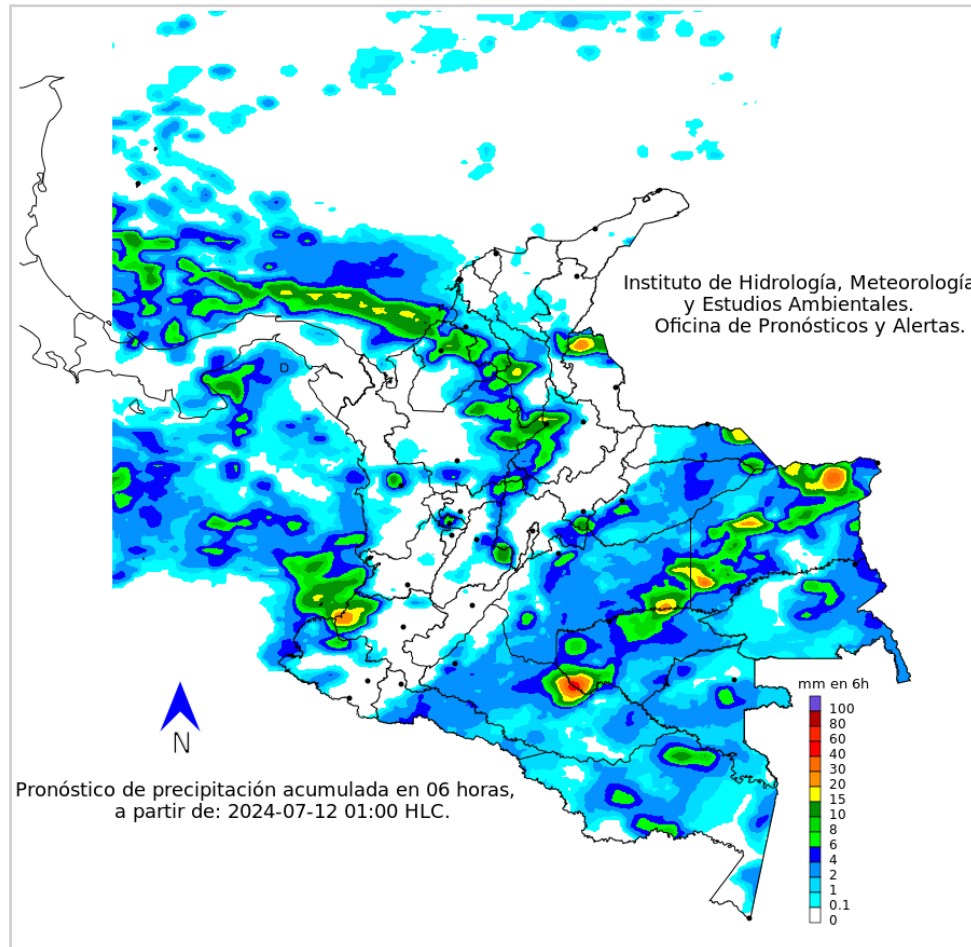 Instituto de Hidrología, Meteorología
y Estudios Ambientales.
Oficina de Pronósticos y Alertas.
D
mm en 6h
100
80
60
40
30
20
15
10
8
6
4
2
1
0.1
0
N
Pronóstico de precipitación acumulada en 06 horas,
a partir de: 2024-07-12 01:00 HLC.